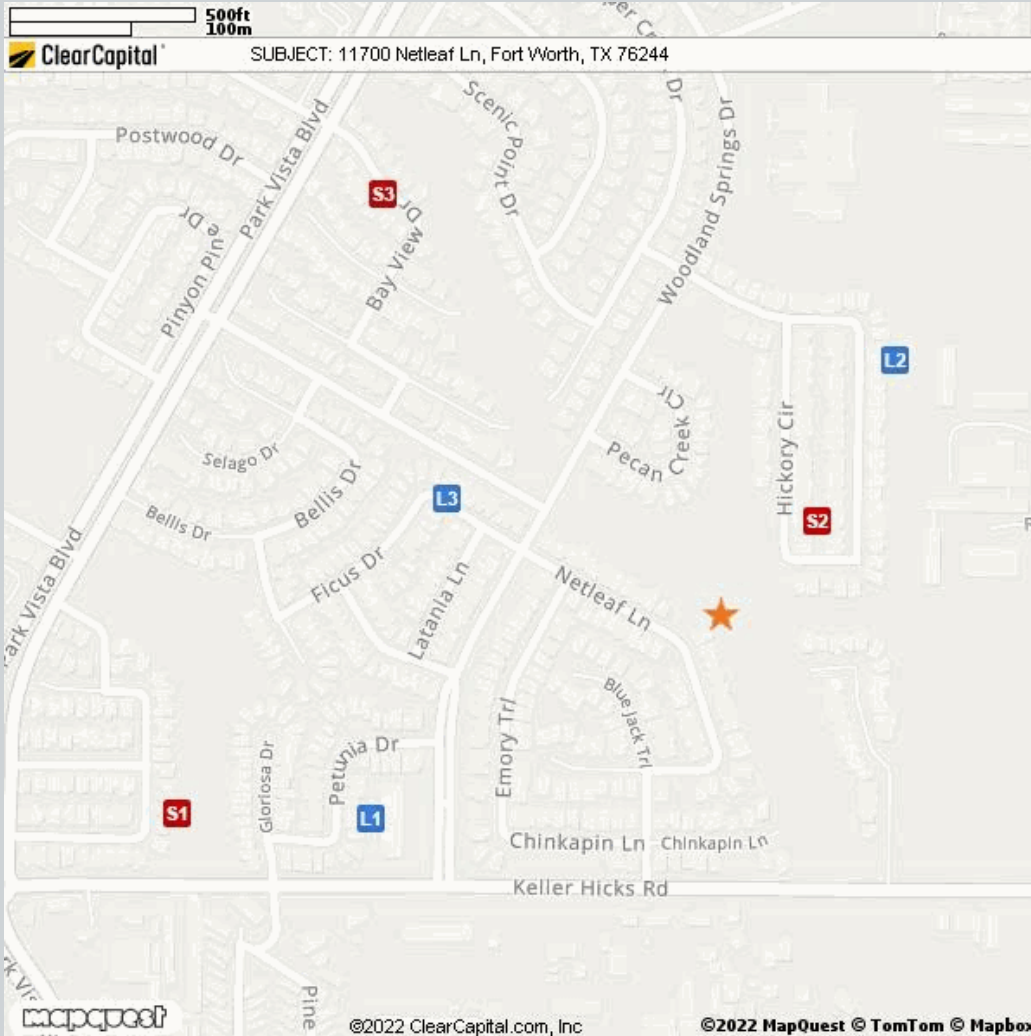 500ft
100m
ClearCapital
SUBJECT: 11700 Netleaf Ln, Fort Worth, TX 76244
Dr
Scenic Point Dr
Woodland Springs Dr
Postwood Dr
Park Vista Blvd
S3
Dr
Bay View
e Dr
Pinyon Pin
L2
Hickory Cir
Cir
Pecan Creek
Selago Dr
Bellis Dr
Bellis Dr
L3
S2
Park Vista Blvd
Ficus Dr
Latania Ln
Netleaf Ln
Blue Jack Trl
Emory Trl
Petunia Dr
Gloriosa Dr
S1
L1
Chinkapin Ln
Chinkapin Ln
Keller Hicks Rd
Pine
mapquest
©2022 ClearCapital.com, Inc
©2022 MapQuest © TomTom © Mapbox